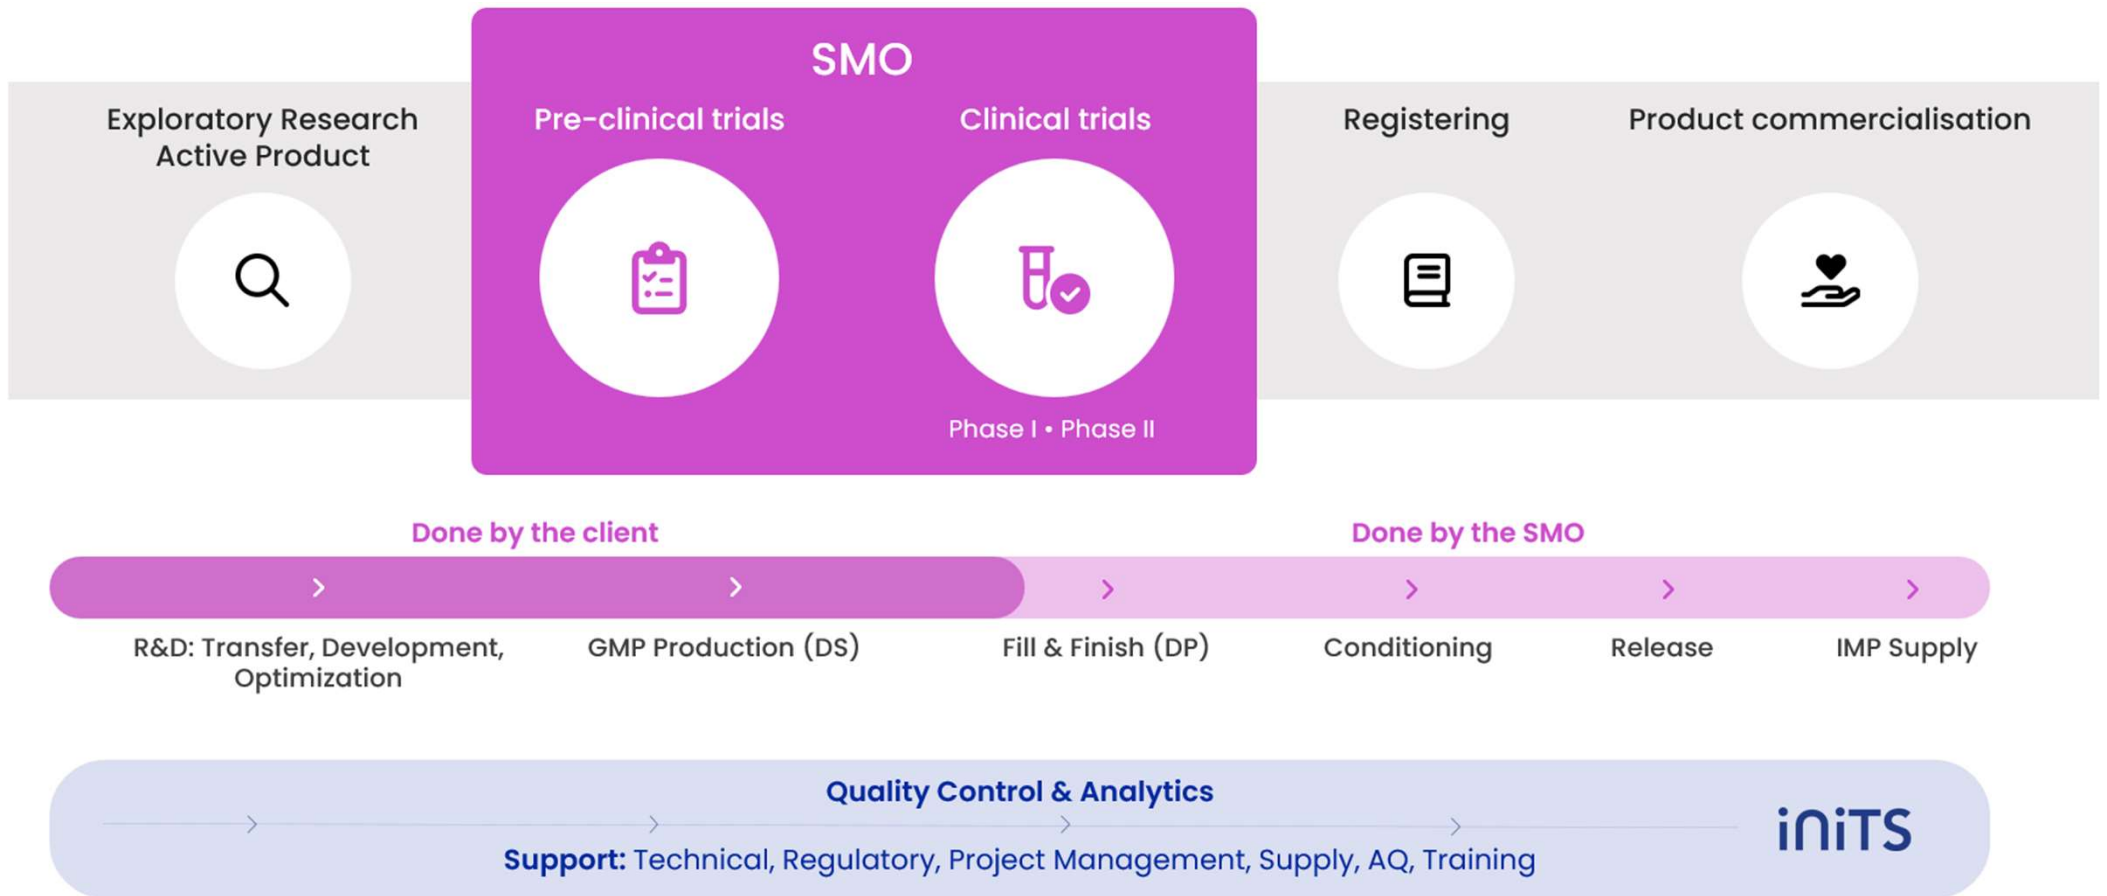 SMO
Exploratory Research
Active Product
Pre-clinical trials
Clinical trials
Registering
Product commercialisation
Phase I • Phase II
Done by the client
Done by the SMO
R&D: Transfer, Development,
Optimization
GMP Production (DS)
Fill & Finish (DP)
Conditioning
Release
IMP Supply
Quality Control & Analytics
Support: Technical, Regulatory, Project Management, Supply, AQ, Training
iniTS